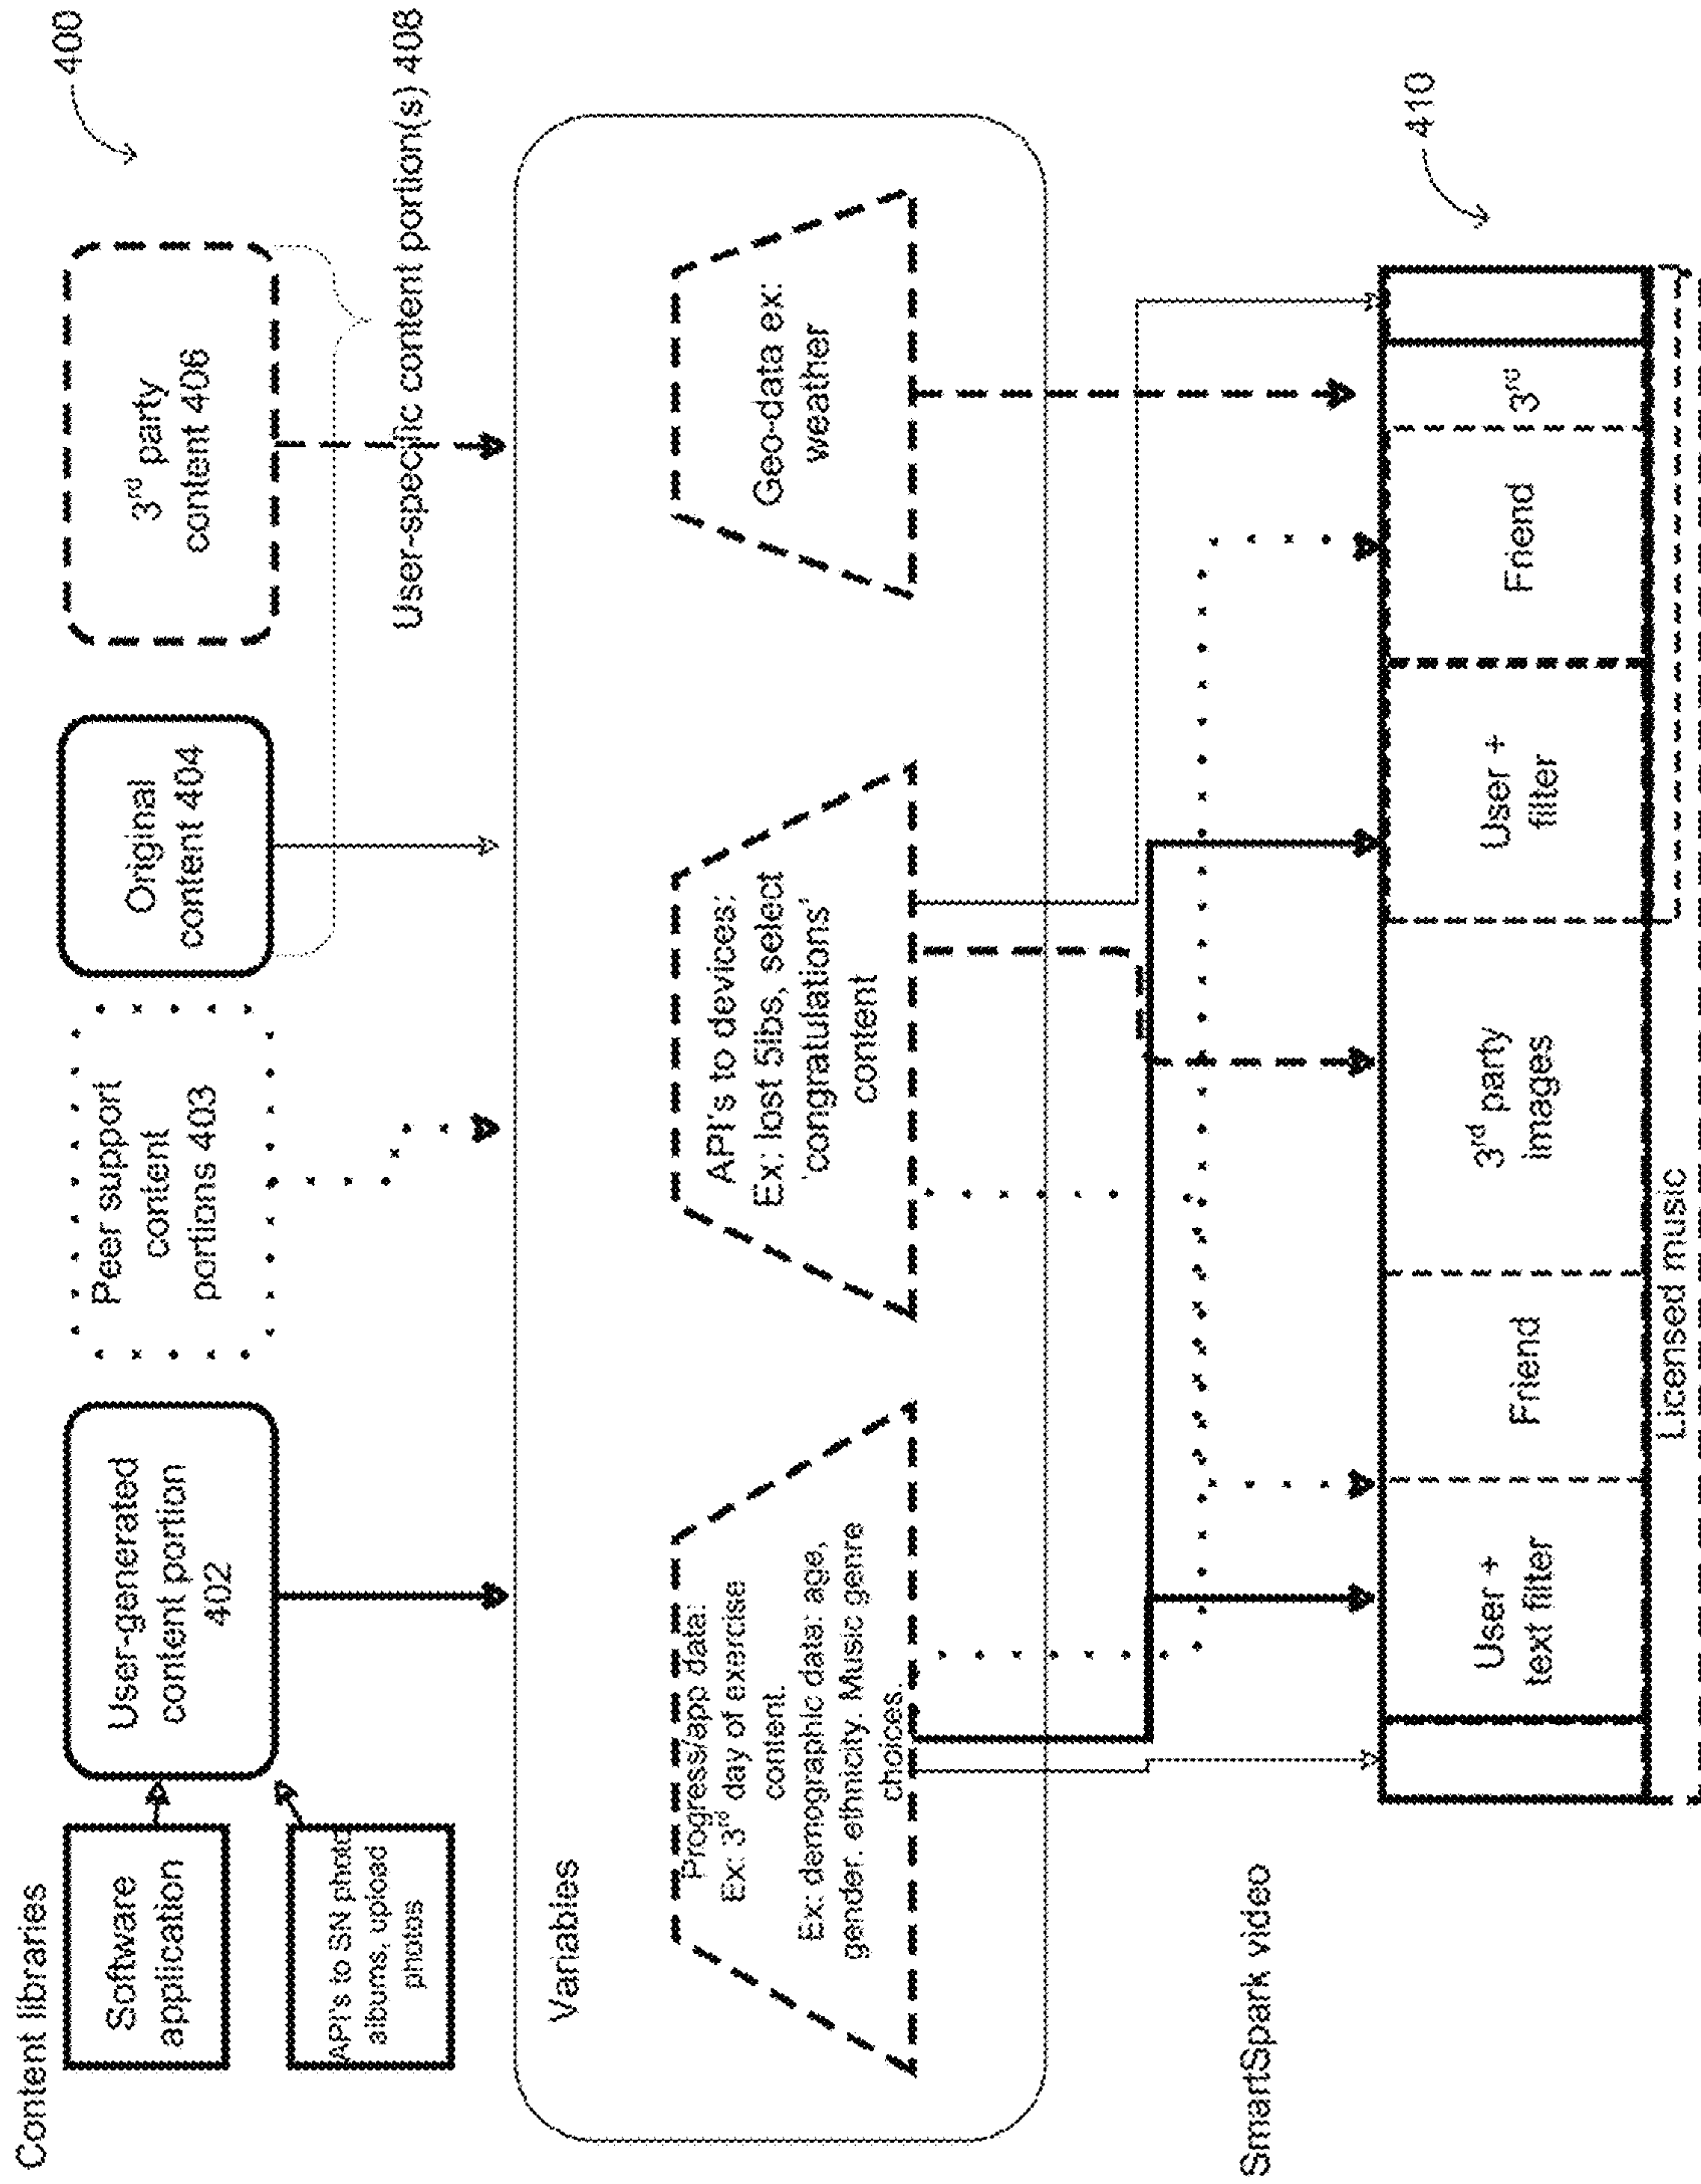 400
Content libraries
Software
application
API's to SN photo
albums, upload
photos
User-generated
content portion
402
Peer support
content
portions 403
Original
content 404
3rd party
content 406
User-specific content portion(s) 408
Variables
Progress/app data:
Ex: 3rd day of exercise
content.
Ex: demographic data: age,
gender, ethnicity. Music genre
choices.
API's to devices:
Ex: lost 5lbs, select
'congratulations'
content
Geo-data ex:
weather
SmartSpark video
410
User +
text filter
Friend
3rd party
images
User +
filter
Friend
3rd
Licensed music